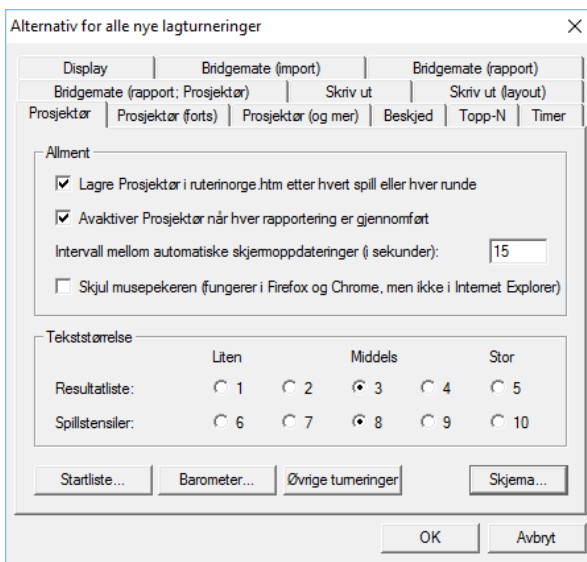 Alternativ for alle nye lagturneringer
Display Bridgemate (import) Bridgemate (rapport)
Bridgemate (rapport; Prosjektør) Skriv ut Skriv ut (layout)
Prosjektør Prosjektør (forts) Prosjektør (og mer) Beskjed Topp-N Timer
Allment
Lagre Prosjektør i ruterinorge.htm etter hvert spill eller hver runde
Avaktiver Prosjektør når hver rapportering er gjennomført
Intervall mellom automatiske skjermoppdateringer (i sekunder): 15
Skjul musepekeren (fungerer i Firefox og Chrome, men ikke i Internet Explorer)
Tekststørrelse
Liten Middels Stor
Resultatliste: 1 2 3 4 5
Spillstensiler: 6 7 8 9 10
Startliste... Barometer... Øvrige turneringer Skjema...
OK Avbryt